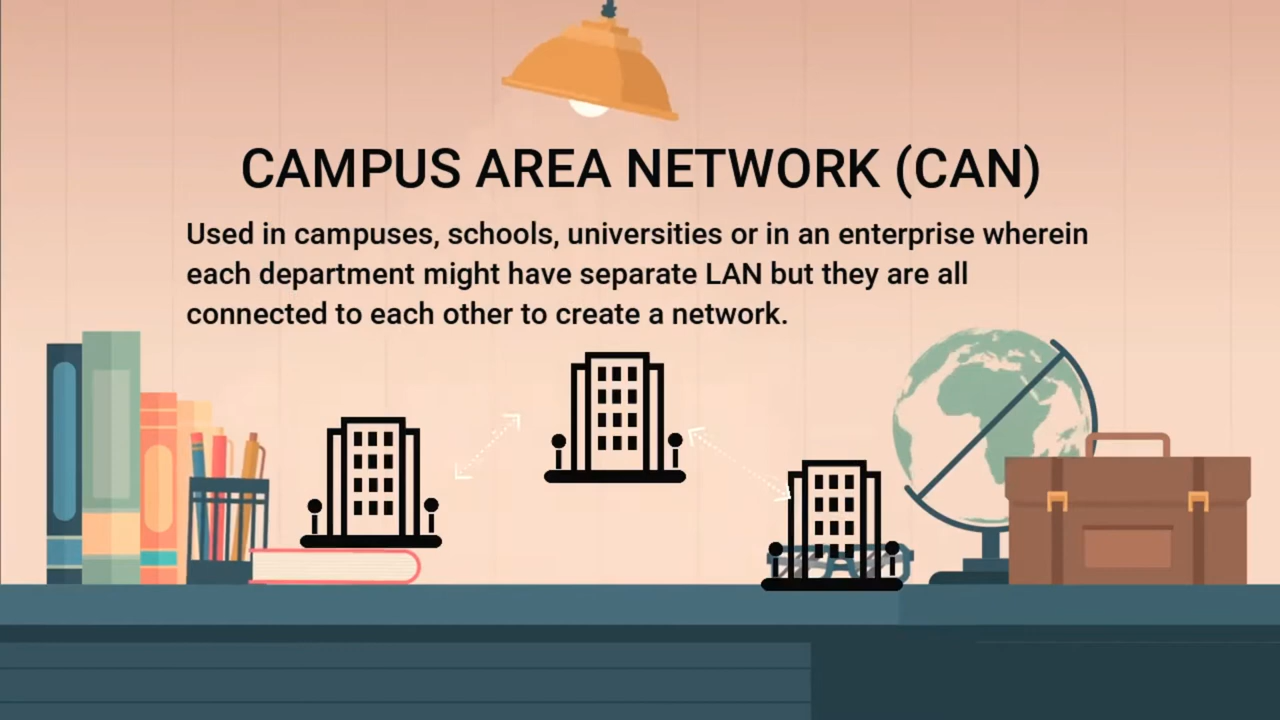 CAMPUS AREA NETWORK (CAN)
Used in campuses, schools, universities or in an enterprise wherein
each department might have separate LAN but they are all
connected to each other to create a network.